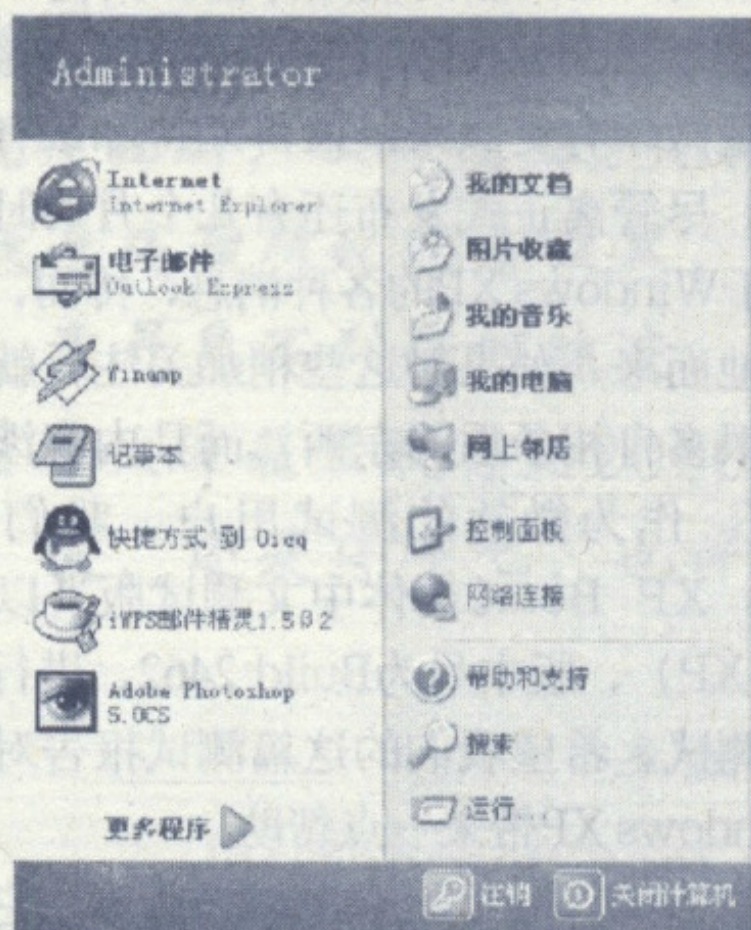 Administrator
Internet
Internet Explorer
电子邮件
Outlook Express
Winamp
记事本
快捷方式 到 Oicq
iWPS邮件精灵1.5β2
Adobe Photoshop
5.0CS
更多程序
我的文档
图片收藏
我的音乐
我的电脑
网上邻居
控制面板
网络连接
帮助和支持
搜索
运行...
注销
关闭计算机